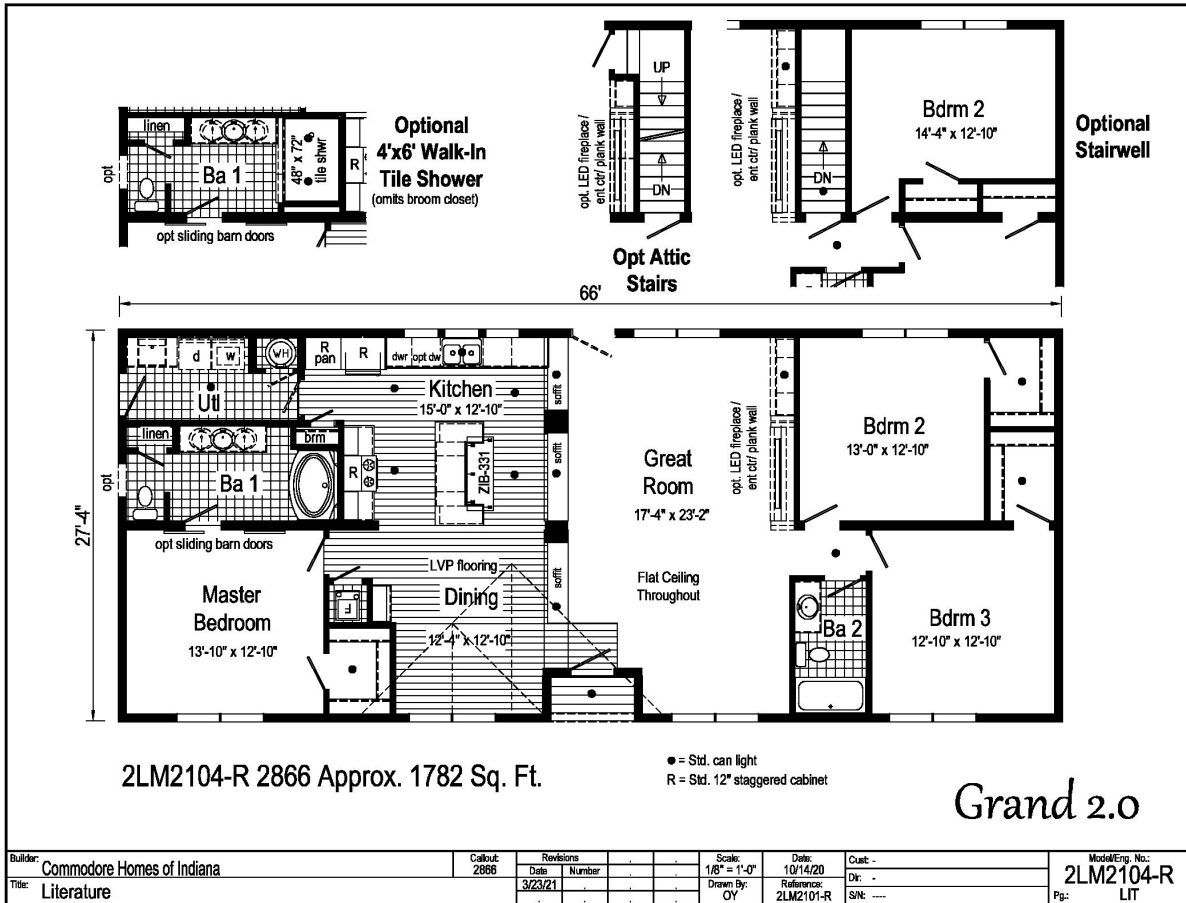 linen
Ba 1
48" x 72"
tile shwr
R
opt
opt sliding barn doors
Optional
4'x6' Walk-In
Tile Shower
(omits broom closet)
UP
DN
opt. LED fireplace /
ent ctr/ plank wall
Opt Attic
Stairs
opt. LED fireplace /
ent ctr/ plank wall
DN
Bdrm 2
14'-4" x 12'-10"
Optional
Stairwell
66'
27'-4"
d
w
WH
Utl
R
pan
R
dwr
opt dw
Kitchen
15'-0" x 12'-10"
soffit
linen
brm
Ba 1
opt
R
ZIB-331
soffit
opt sliding barn doors
Great
Room
17'-4" x 23'-2"
opt. LED fireplace /
ent ctr/ plank wall
Bdrm 2
13'-0" x 12'-10"
Master
Bedroom
13'-10" x 12'-10"
F
LVP flooring
Dining
12'-4" x 12'-10"
soffit
Flat Ceiling
Throughout
Ba 2
Bdrm 3
12'-10" x 12'-10"
2LM2104-R 2866 Approx. 1782 Sq. Ft.
● = Std. can light
R = Std. 12" staggered cabinet
Grand 2.0
Builder: Commodore Homes of Indiana
Title: Literature
Callout:
2866
Revisions
Date Number
3/23/21
Scale:
1/8" = 1'-0"
Drawn By:
OY
Date:
10/14/20
Reference:
2LM2101-R
Cust: -
Dir: -
S/N: ----
Model/Eng. No.:
2LM2104-R
Pg.: LIT